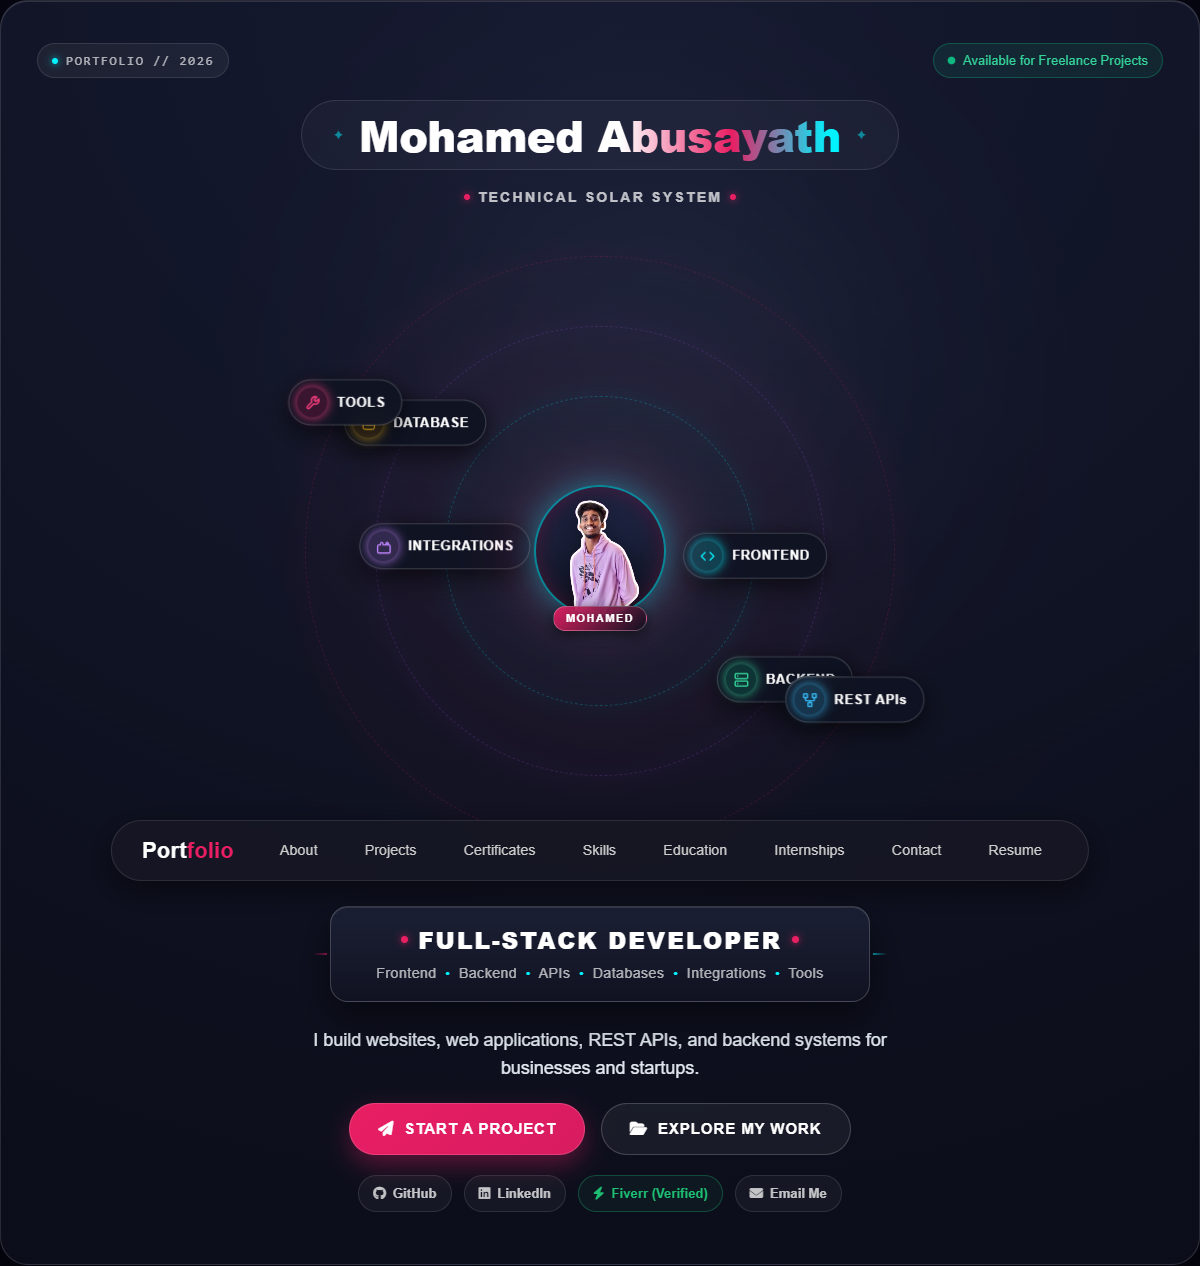 PORTFOLIO // 2026
Available for Freelance Projects
Mohamed Abusayath
TECHNICAL SOLAR SYSTEM
TOOLS
DATABASE
INTEGRATIONS
FRONTEND
MOHAMED
BACKEND
REST APIs
Portfolio About Projects Certificates Skills Education Internships Contact Resume
FULL-STACK DEVELOPER
Frontend • Backend • APIs • Databases • Integrations • Tools
I build websites, web applications, REST APIs, and backend systems for
businesses and startups.
START A PROJECT EXPLORE MY WORK
GitHub LinkedIn Fiverr (Verified) Email Me